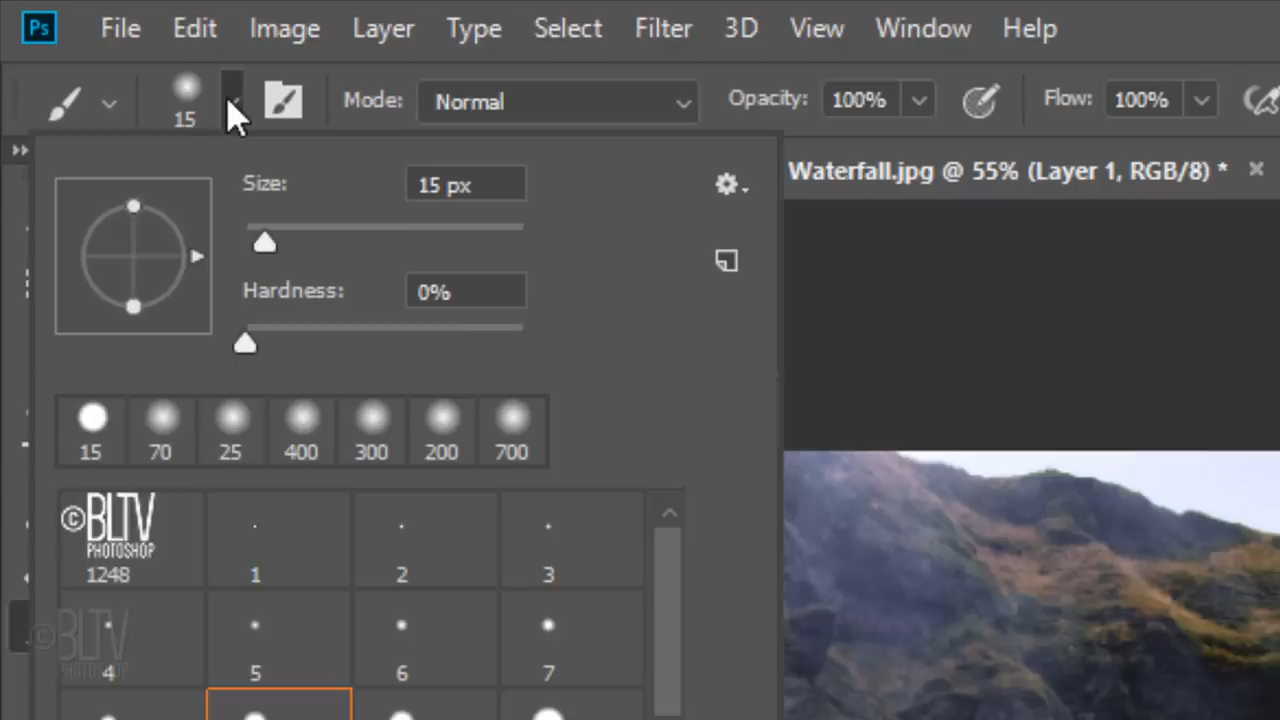 Ps File Edit Image Layer Type Select Filter 3D View Window Help
15 Mode: Normal Opacity: 100% Flow: 100%
Waterfall.jpg @ 55% (Layer 1, RGB/8) *
Size: 15 px
Hardness: 0%
15 70 25 400 300 200 700
©BLTV
PHOTOSHOP
1248 1 2 3
©BLTV
PHOTOSHOP
4 5 6 7